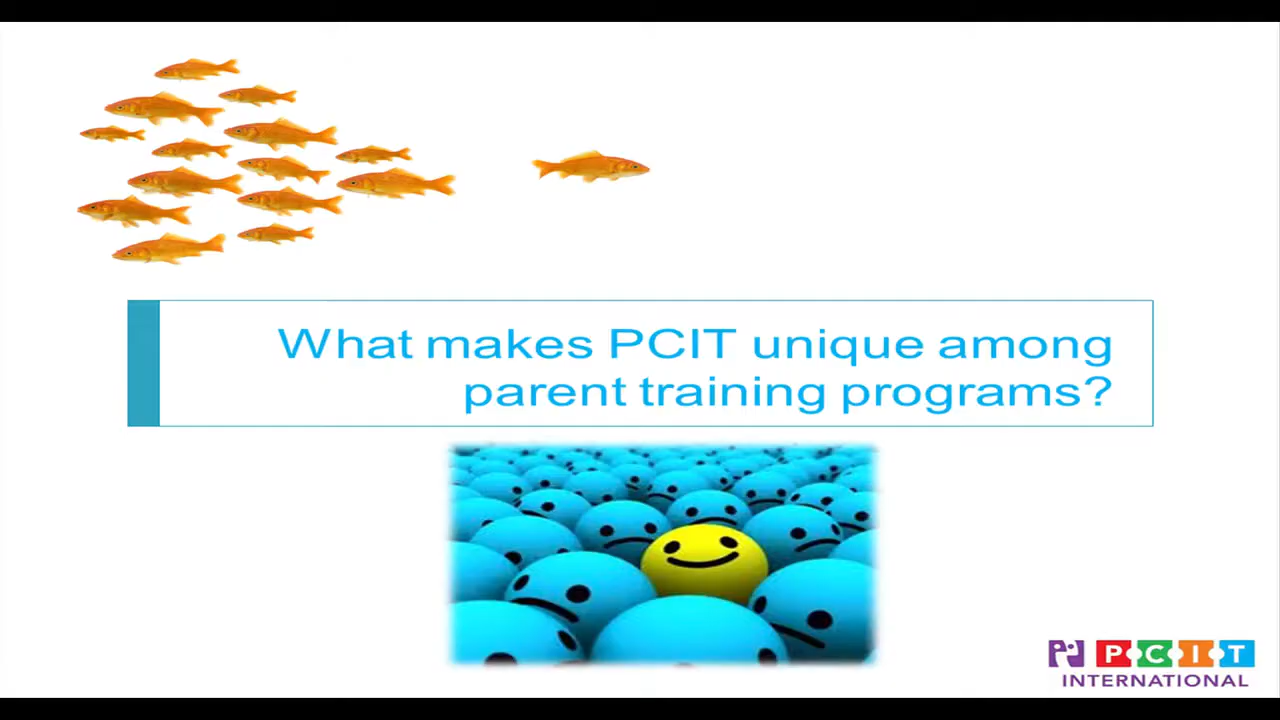 What makes PCIT unique among
parent training programs?
PCIT
INTERNATIONAL